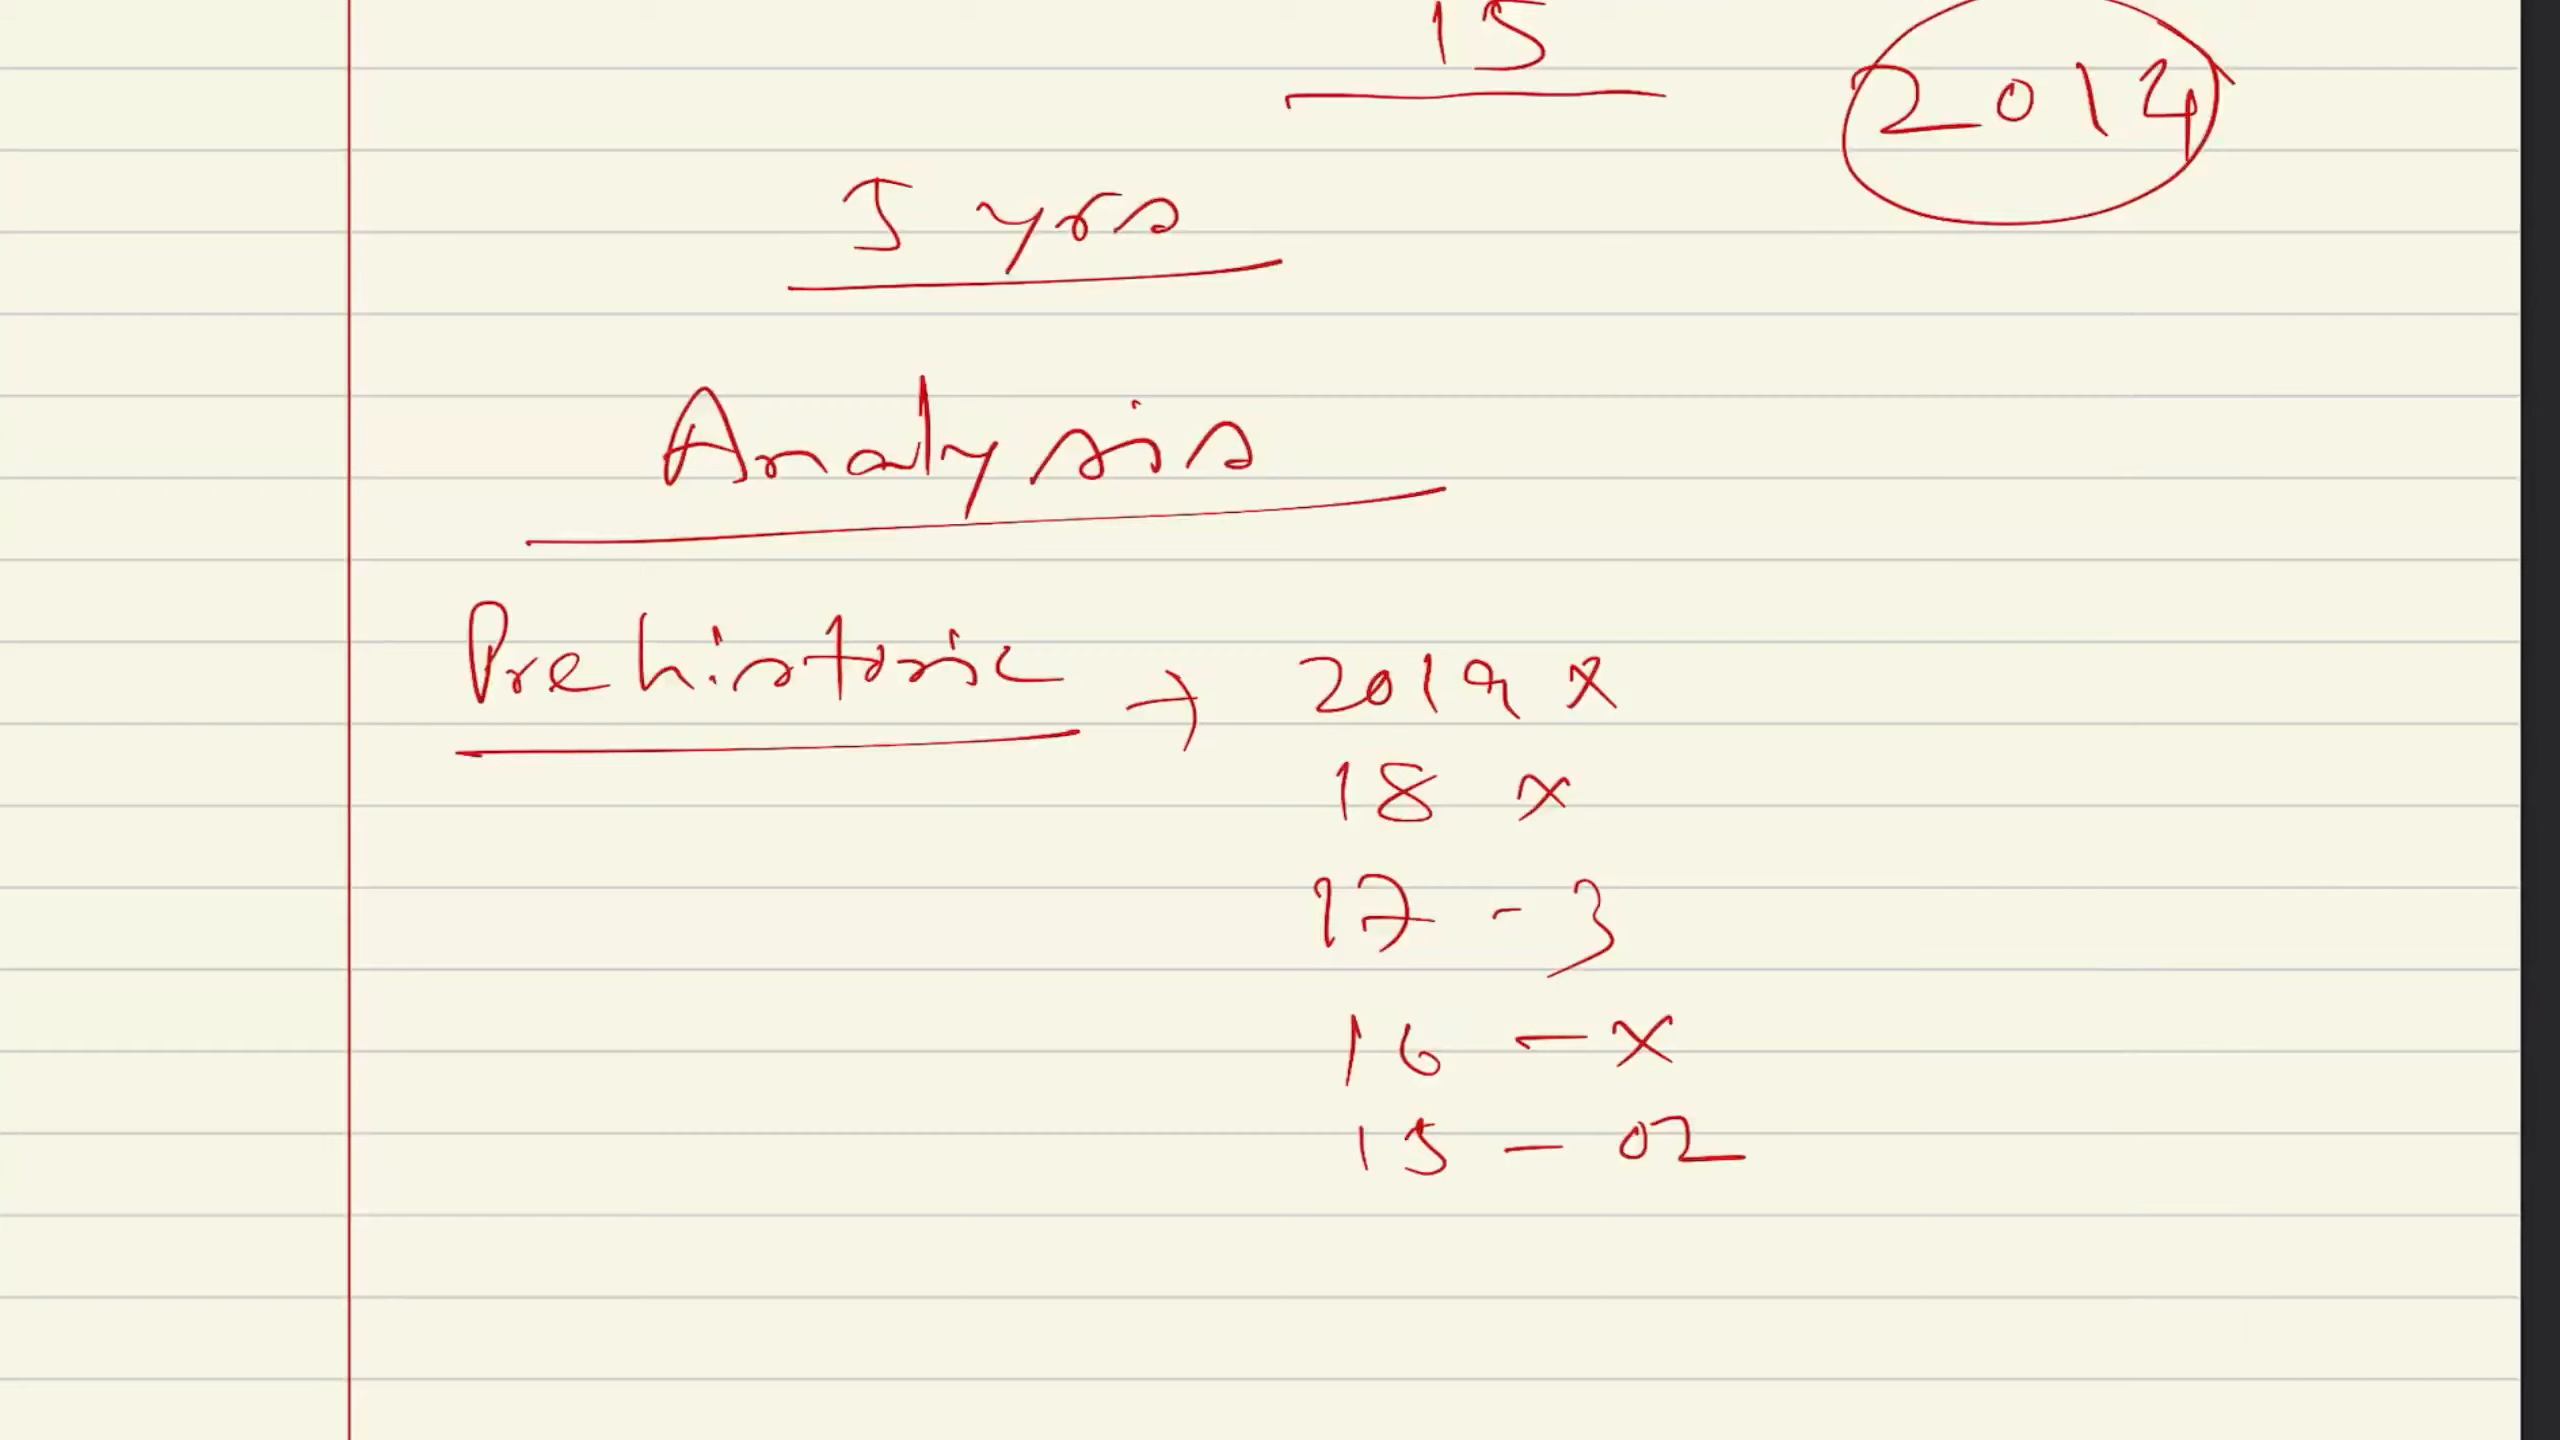 15
2014
5 yrs
Analysis
Prehistoric → 2019 x
18 x
17 - 3
16 - x
15 - 02